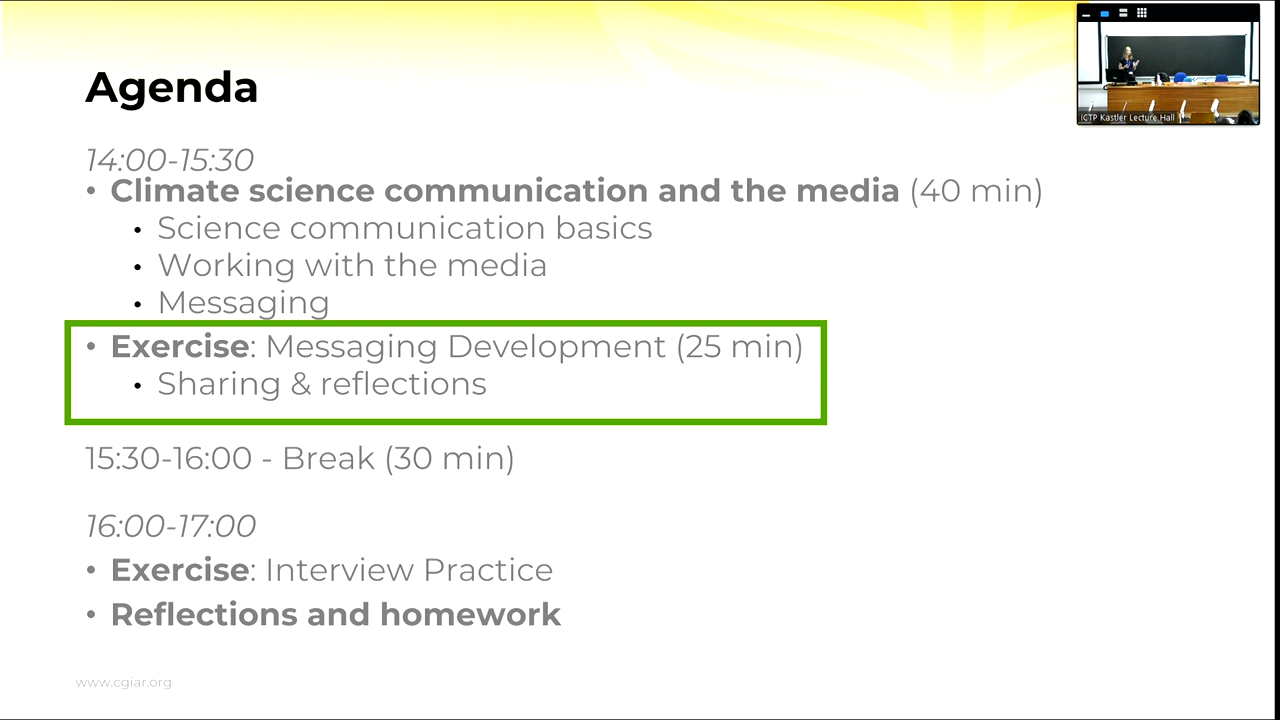 Agenda
ICTP Kastler Lecture Hall
14:00-15:30
• Climate science communication and the media (40 min)
• Science communication basics
• Working with the media
• Messaging
• Exercise: Messaging Development (25 min)
• Sharing & reflections
15:30-16:00 - Break (30 min)
16:00-17:00
• Exercise: Interview Practice
• Reflections and homework
www.cgiar.org